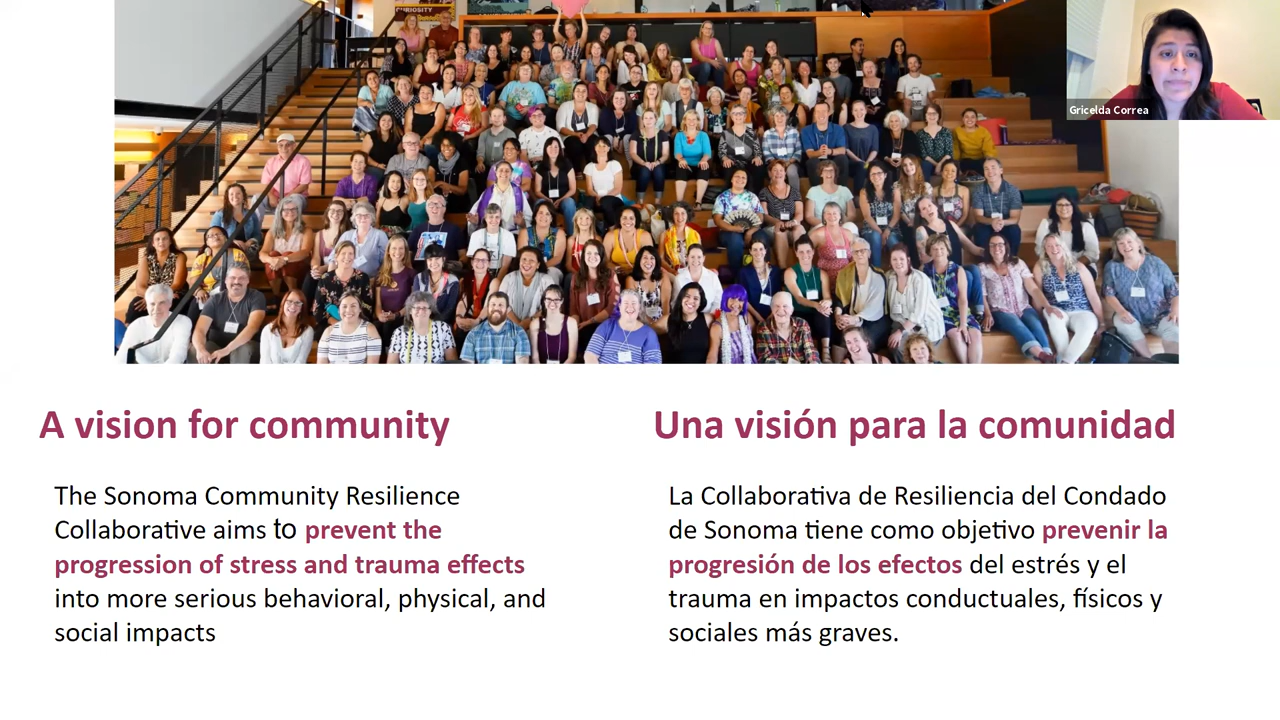 CURIOSITY
Gricelda Correa
A vision for community
The Sonoma Community Resilience
Collaborative aims to prevent the
progression of stress and trauma effects
into more serious behavioral, physical, and
social impacts
Una visión para la comunidad
La Collaborativa de Resiliencia del Condado
de Sonoma tiene como objetivo prevenir la
progresión de los efectos del estrés y el
trauma en impactos conductuales, físicos y
sociales más graves.